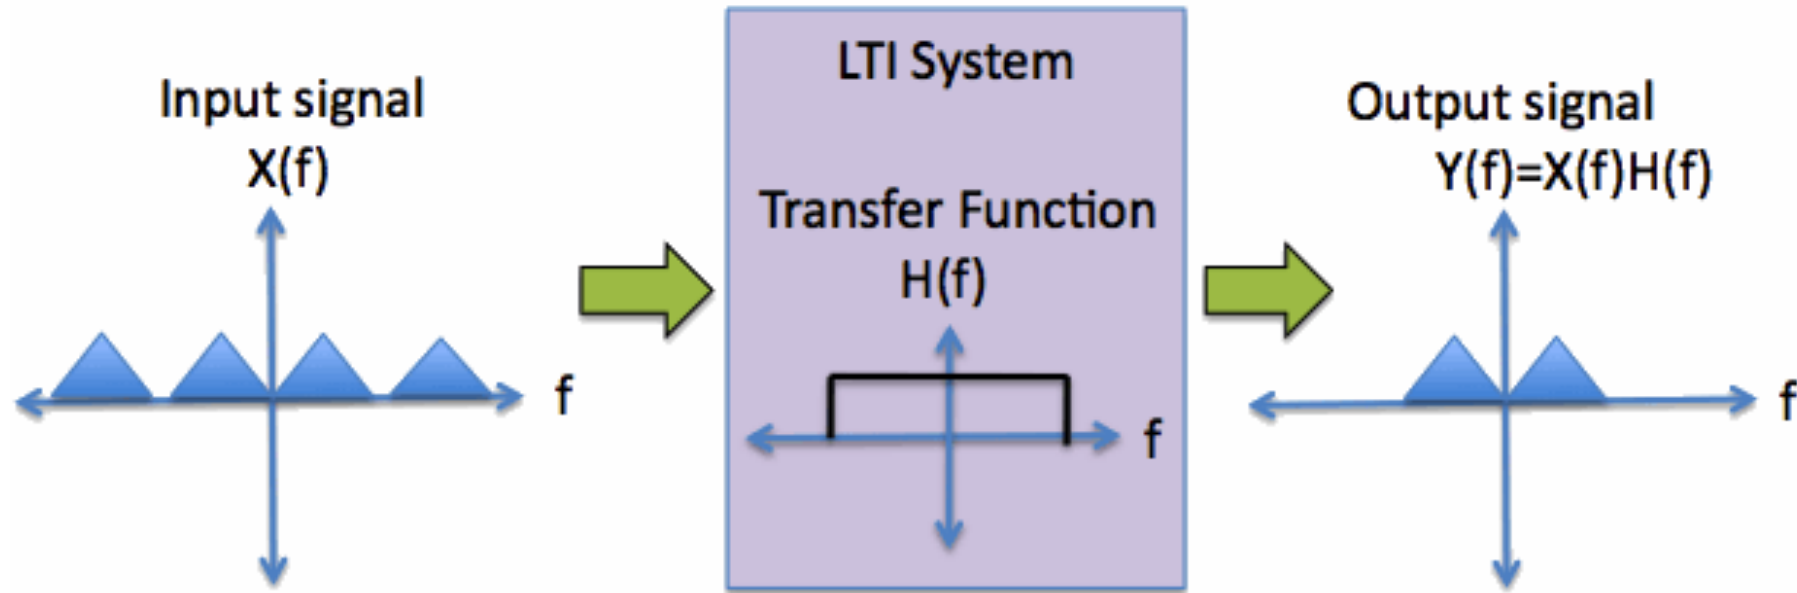 Input signal
X(f)
f
LTI System
Transfer Function
H(f)
f
Output signal
Y(f)=X(f)H(f)
f